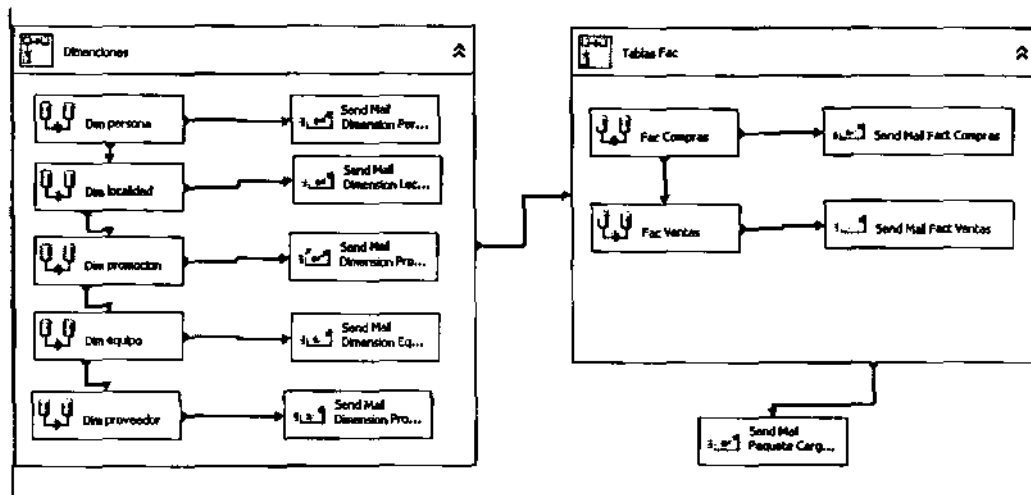 Dimenciones
Dim persona
Send Mail
Dimension Per...
Dim localidad
Send Mail
Dimension Loc...
Dim promocion
Send Mail
Dimension Pro...
Dim equipo
Send Mail
Dimension Eq...
Dim proveedor
Send Mail
Dimension Pro...
Tablas Fac
Fac Compras
Send Mail Fact Compras
Fac Ventas
Send Mail Fact Ventas
Send Mail
Paquete Carg...